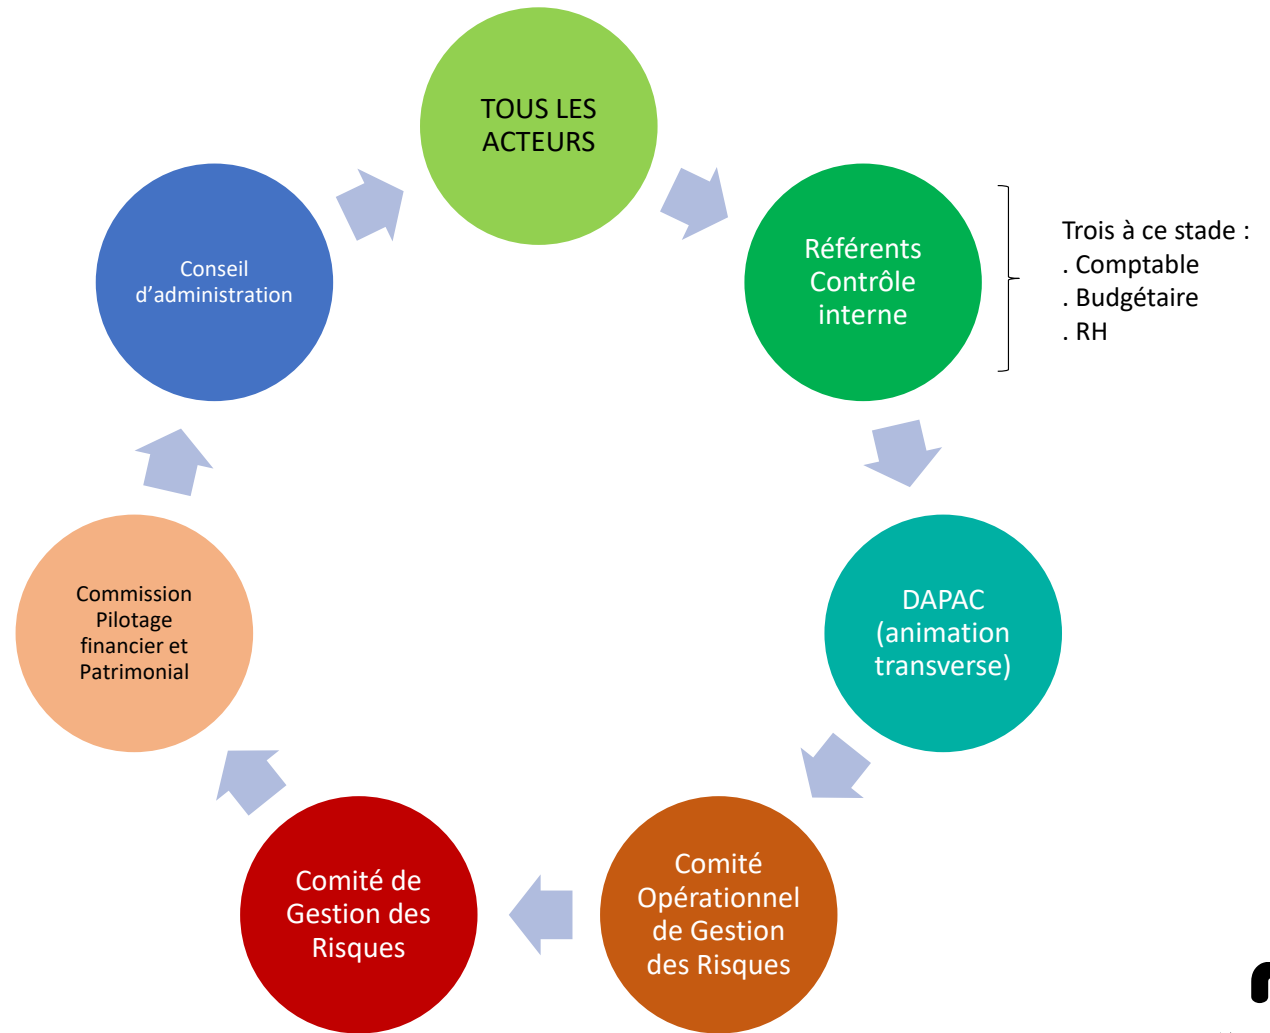 TOUS LES
ACTEURS
Référents
Contrôle
interne
Trois à ce stade :
. Comptable
. Budgétaire
. RH
DAPAC
(animation
transverse)
Comité
Opérationnel
de Gestion
des Risques
Comité de
Gestion des
Risques
Commission
Pilotage
financier et
Patrimonial
Conseil
d’administration